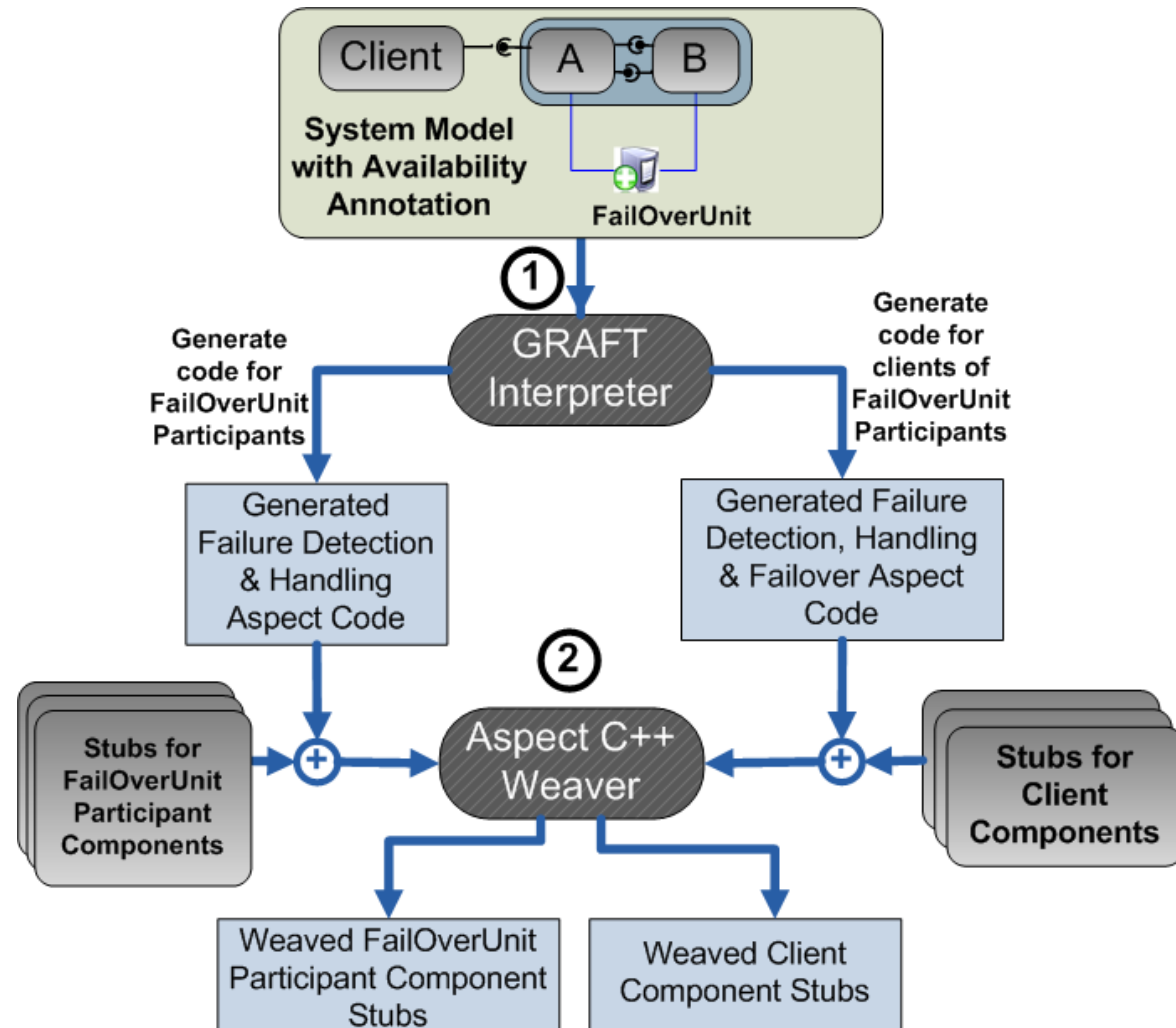 Client
A
B
System Model
with Availability
Annotation
FailOverUnit
1
Generate
code for
FailOverUnit
Participants
GRAFT
Interpreter
Generate
code for
clients of
FailOverUnit
Participants
Generated
Failure Detection
& Handling
Aspect Code
Generated Failure
Detection, Handling
& Failover Aspect
Code
2
Stubs for
FailOverUnit
Participant
Components
+
Aspect C++
Weaver
+
Stubs for
Client
Components
Weaved FailOverUnit
Participant Component
Stubs
Weaved Client
Component Stubs